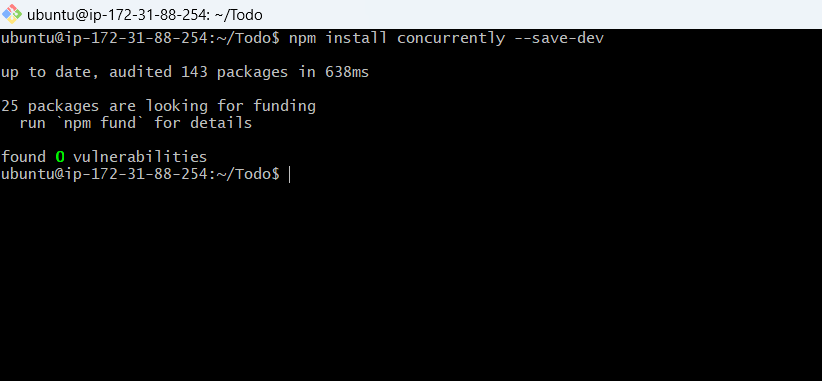 ubuntu@ip-172-31-88-254: ~/Todo
ubuntu@ip-172-31-88-254:~/Todo$ npm install concurrently --save-dev
up to date, audited 143 packages in 638ms
25 packages are looking for funding
  run `npm fund` for details
found 0 vulnerabilities
ubuntu@ip-172-31-88-254:~/Todo$